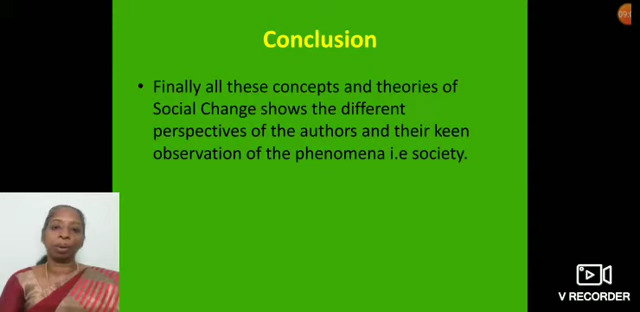 Conclusion
• Finally all these concepts and theories of
Social Change shows the different
perspectives of the authors and their keen
observation of the phenomena i.e society.
V RECORDER